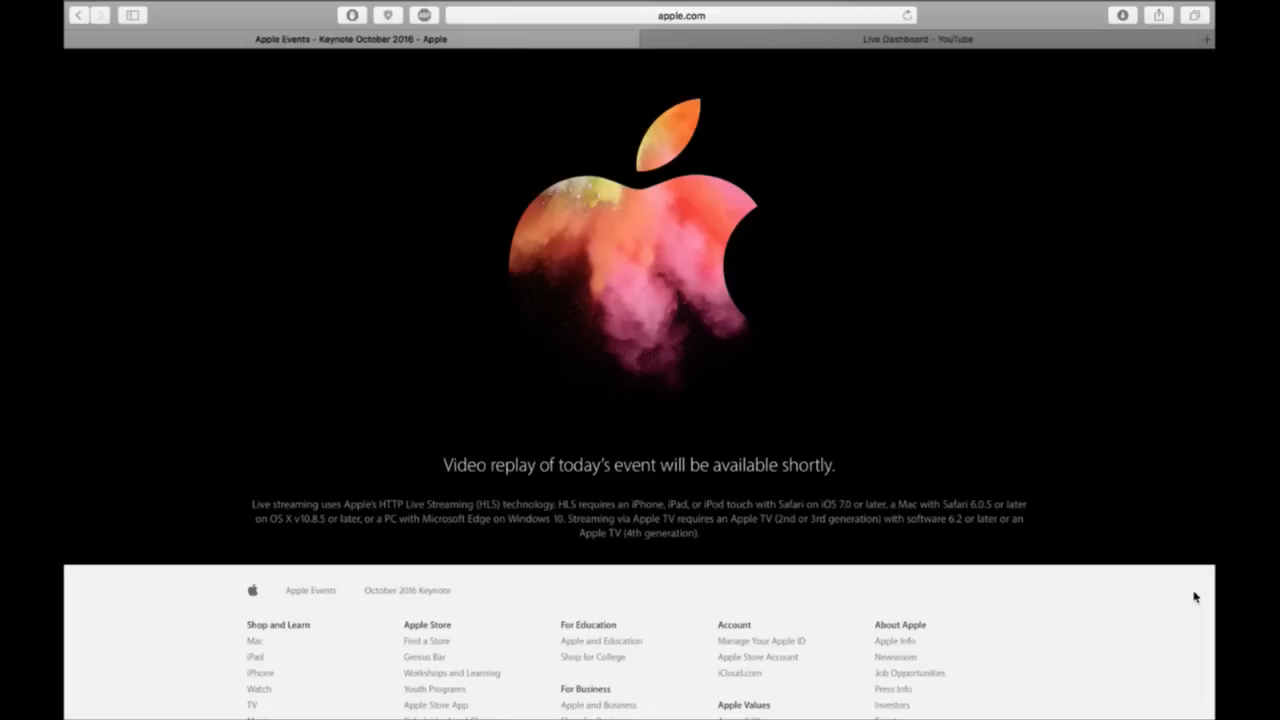 apple.com
Apple Events - Keynote October 2016 - Apple
Live Dashboard - YouTube
Video replay of today's event will be available shortly.
Live streaming uses Apple's HTTP Live Streaming (HLS) technology. HLS requires an iPhone, iPad, or iPod touch with Safari on iOS 7.0 or later, a Mac with Safari 6.0.5 or later
on OS X v10.8.5 or later, or a PC with Microsoft Edge on Windows 10. Streaming via Apple TV requires an Apple TV (2nd or 3rd generation) with software 6.2 or later or an
Apple TV (4th generation).
Apple Events October 2016 Keynote
Shop and Learn Apple Store For Education Account About Apple
Mac Find a Store Apple and Education Manage Your Apple ID Apple Info
iPad Genius Bar Shop for College Apple Store Account Newsroom
iPhone Workshops and Learning iCloud.com Job Opportunities
Watch Youth Programs For Business Press Info
TV Apple Store App Apple and Business Apple Values Investors